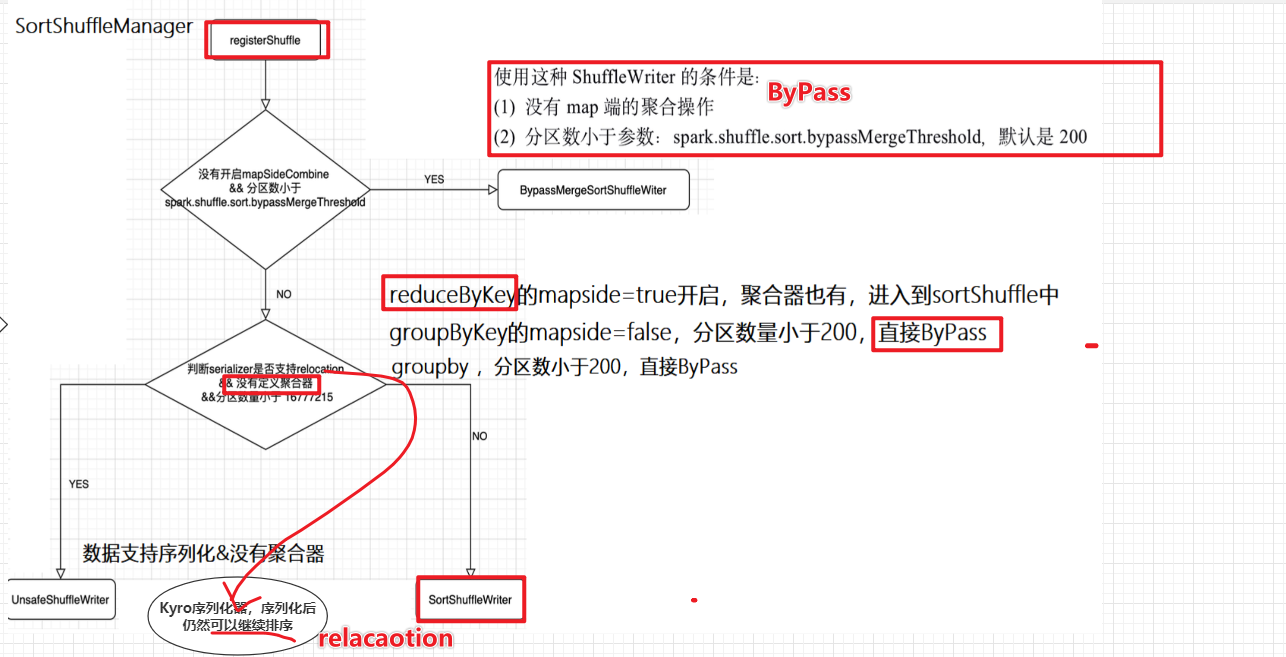 SortShuffleManager
registerShuffle
使用这种 ShuffleWriter 的条件是:
ByPass
(1) 没有 map 端的聚合操作
(2) 分区数小于参数：spark.shuffle.sort.bypassMergeThreshold，默认是 200
没有开启mapSideCombine
&& 分区数小于
spark.shuffle.sort.bypassMergeThreshold
YES
BypassMergeSortShuffleWiter
NO
reduceByKey的mapside=true开启，聚合器也有，进入到sortShuffle中
groupByKey的mapside=false，分区数量小于200，直接ByPass
groupby ，分区数小于200，直接ByPass
判断serializer是否支持relocation
&& 没有定义聚合器
&&分区数量小于 16777215
NO
YES
数据支持序列化&没有聚合器
UnsafeShuffleWriter
Kyro序列化器，序列化后
仍然可以继续排序
SortShuffleWriter
relacaotion